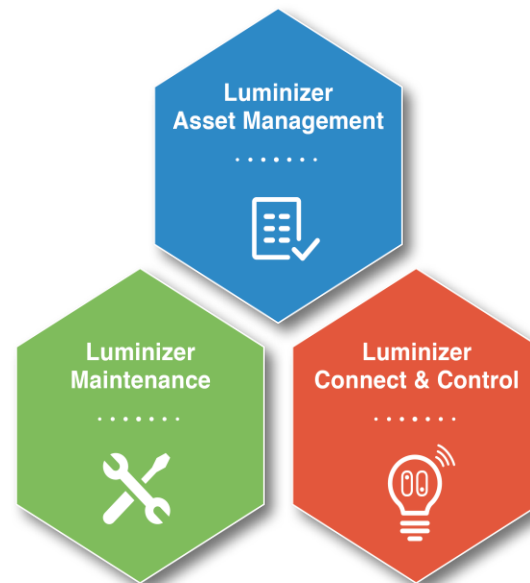 Luminizer
Asset Management
Luminizer
Maintenance
Luminizer
Connect & Control